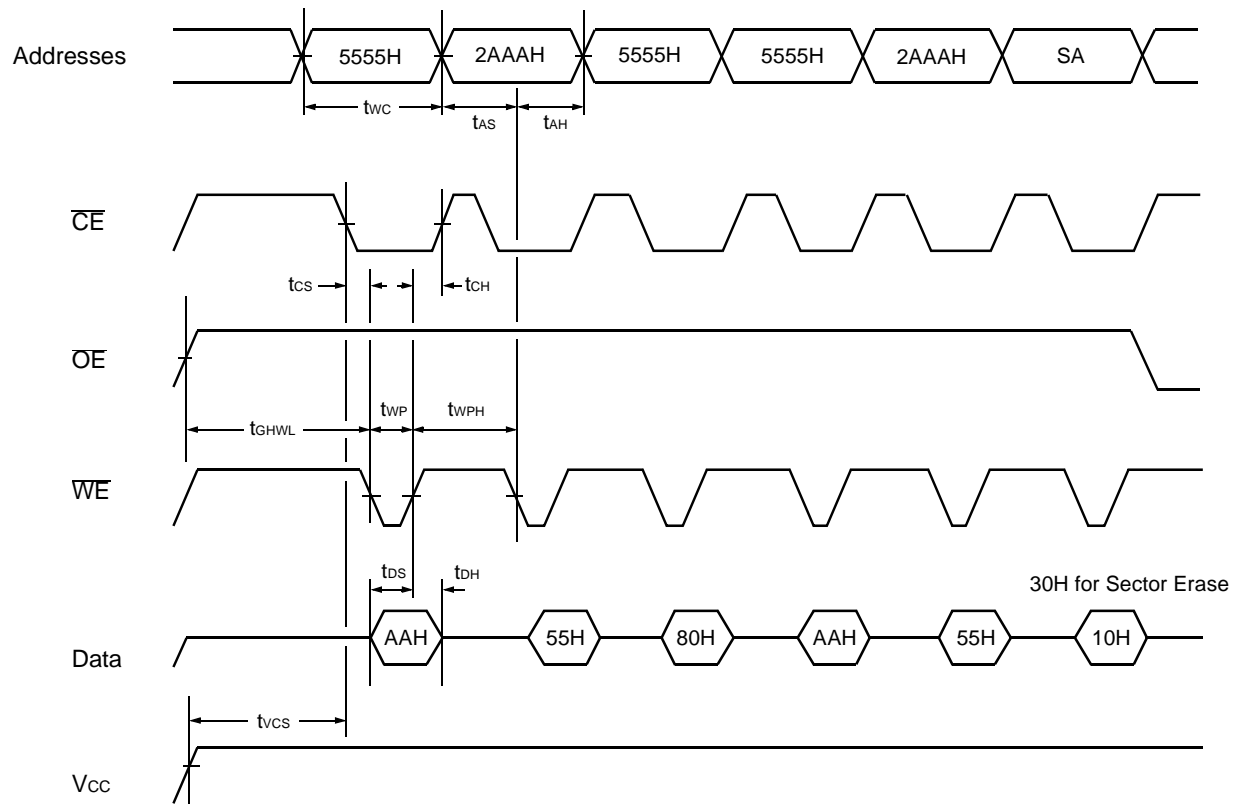 Addresses
5555H 2AAAH 5555H 5555H 2AAAH SA
tWC tAS tAH
CE
tCS tCH
OE
tGHWL tWP tWPH
WE
tDS tDH
30H for Sector Erase
Data
AAH 55H 80H AAH 55H 10H
tVCS
VCC